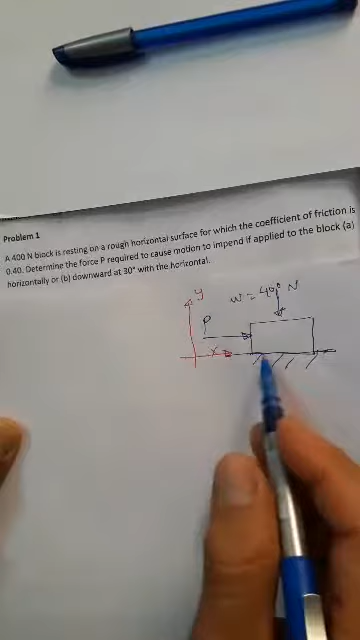 Problem 1
A 400 N block is resting on a rough horizontal surface for which the coefficient of friction is
0.40. Determine the force P required to cause motion to impend if applied to the block (a)
horizontally or (b) downward at 30° with the horizontal.
y
W = 400 N
P
x